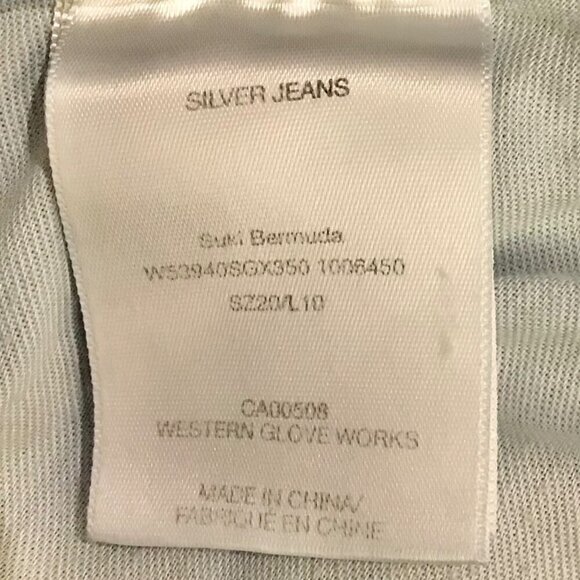 SILVER JEANS
Suki Bermuda
W53940SGX350 1006450
SZ20/L10
CA00508
WESTERN GLOVE WORKS
MADE IN CHINA/
FABRIQUÉ EN CHINE